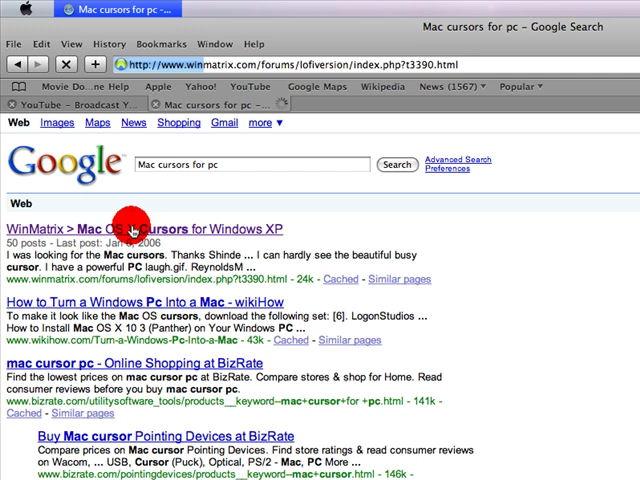 Mac cursors for pc -...
Mac cursors for pc - Google Search
File Edit View History Bookmarks Window Help
http://www.winmatrix.com/forums/lofiversion/index.php?t3390.html
Movie Do...ne Help Apple Yahoo! YouTube Google Maps Wikipedia News (1567) Popular
YouTube - Broadcast Y... Mac cursors for pc -...
Web Images Maps News Shopping Gmail more
Google Mac cursors for pc Search Advanced Search
Preferences
Web
WinMatrix > Mac OS X Cursors for Windows XP
50 posts - Last post: Jan 6, 2006
I was looking for the Mac cursors. Thanks Shinde ... I can hardly see the beautiful busy
cursor. I have a powerful PC laugh.gif. ReynoldsM ...
www.winmatrix.com/forums/lofiversion/index.php?t3390.html - 24k - Cached - Similar pages
How to Turn a Windows Pc Into a Mac - wikiHow
To make it look like the Mac OS cursors, download the following set: [6]. LogonStudios ...
How to Install Mac OS X 10 3 (Panther) on Your Windows PC ...
www.wikihow.com/Turn-a-Windows-Pc-Into-a-Mac - 43k - Cached - Similar pages
mac cursor pc - Online Shopping at BizRate
Find the lowest prices on mac cursor pc at BizRate. Compare stores & shop for Home. Read
consumer reviews before you buy mac cursor pc.
www.bizrate.com/utilitysoftware_tools/products__keyword--mac+cursor+for +pc.html - 141k -
Cached - Similar pages
Buy Mac cursor Pointing Devices at BizRate
Compare prices on Mac cursor Pointing Devices. Find store ratings & read consumer reviews
on Wacom, ... USB, Cursor (Puck), Optical, PS/2 - Mac, PC More ...
www.bizrate.com/pointingdevices/products__keyword--mac+cursor.html - 146k -